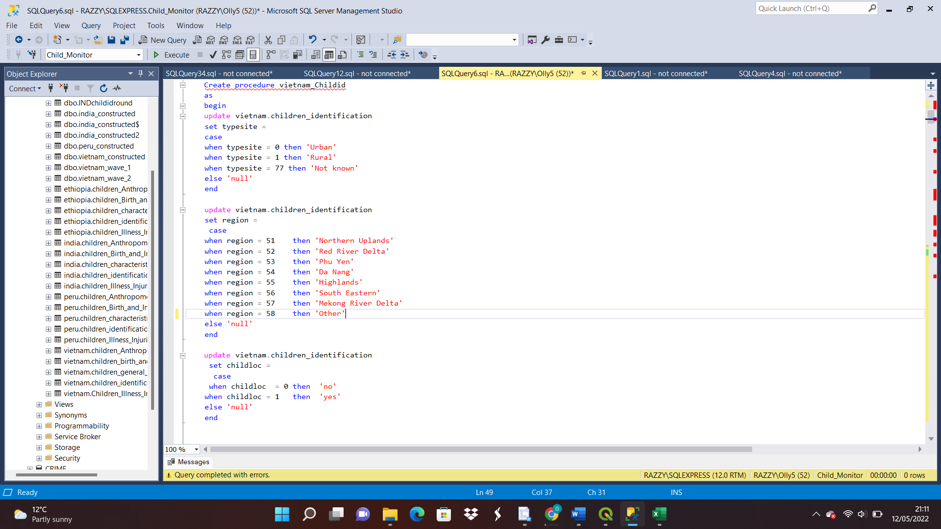 SQLQuery6.sql - RAZZY\SQLEXPRESS.Child_Monitor (RAZZY\Olly5 (52))* - Microsoft SQL Server Management Studio
Quick Launch (Ctrl+Q)
File Edit View Query Project Tools Window Help
New Query
Child_Monitor
Execute
Object Explorer
SQLQuery34.sql - not connected*
SQLQuery12.sql - not connected*
SQLQuery6.sql - RA...(RAZZY\Olly5 (52))*
SQLQuery1.sql - not connected*
SQLQuery4.sql - not connected*
Connect
dbo.INDchildidround
dbo.india_constructed
dbo.india_constructed$
dbo.india_constructed2
dbo.peru_constructed
dbo.vietnam_constructed
dbo.vietnam_wave_1
dbo.vietnam_wave_2
ethiopia.children_Anthrop
ethiopia.children_Birth_an
ethiopia.children_characte
ethiopia.children_identific
ethiopia.children_Illness_In
india.children_Anthropom
india.children_Birth_and_In
india.children_characterist
india.children_identificatio
india.children_Illness_Injur
peru.children_Anthropome
peru.children_Birth_and_Ir
peru.children_characteristi
peru.children_identificatio
peru.children_Illness_Injuri
vietnam.children_Anthrop
vietnam.children_birth_and
vietnam.children_general_
vietnam.children_identific
vietnam.Children_Illness_In
Views
Synonyms
Programmability
Service Broker
Storage
Security
CRIME
Create procedure vietnam_Childid
as
begin
update vietnam.children_identification
set typesite =
case
when typesite = 0 then 'Urban'
when typesite = 1 then 'Rural'
when typesite = 77 then 'Not known'
else 'null'
end
update vietnam.children_identification
set region =
case
when region = 51 then 'Northern Uplands'
when region = 52 then 'Red River Delta'
when region = 53 then 'Phu Yen'
when region = 54 then 'Da Nang'
when region = 55 then 'Highlands'
when region = 56 then 'South Eastern'
when region = 57 then 'Mekong River Delta'
when region = 58 then 'Other'
else 'null'
end
update vietnam.children_identification
set childloc =
case
when childloc = 0 then 'no'
when childloc = 1 then 'yes'
else 'null'
end
100 %
Messages
Query completed with errors.
RAZZY\SQLEXPRESS (12.0 RTM) RAZZY\Olly5 (52) Child_Monitor 00:00:00 0 rows
Ready Ln 49 Col 37 Ch 31 INS
12°C
Partly sunny
21:11
12/05/2022